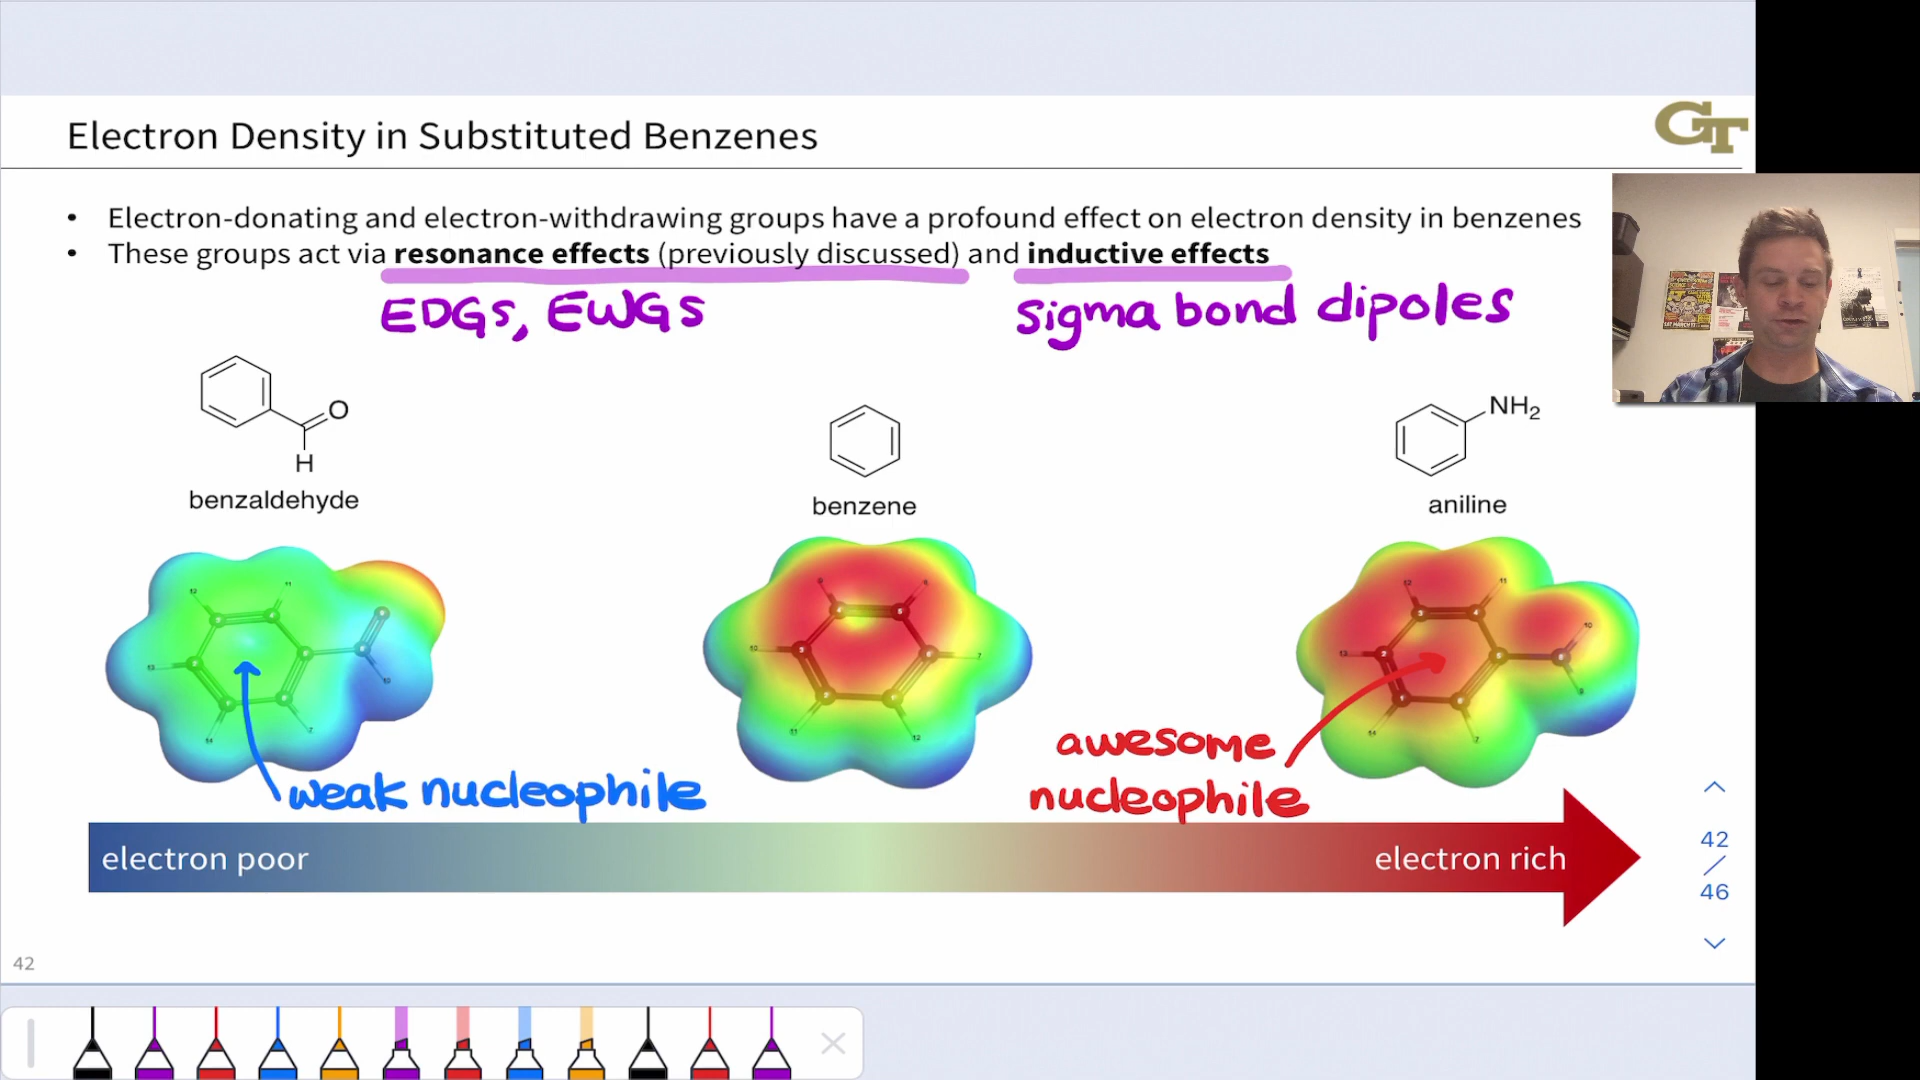 Electron Density in Substituted Benzenes
GT
• Electron-donating and electron-withdrawing groups have a profound effect on electron density in benzenes
• These groups act via resonance effects (previously discussed) and inductive effects
EDGs, EWGs
sigma bond dipoles
O
H
benzaldehyde
benzene
NH2
aniline
weak nucleophile
awesome
nucleophile
electron poor
electron rich
42
/
46
42